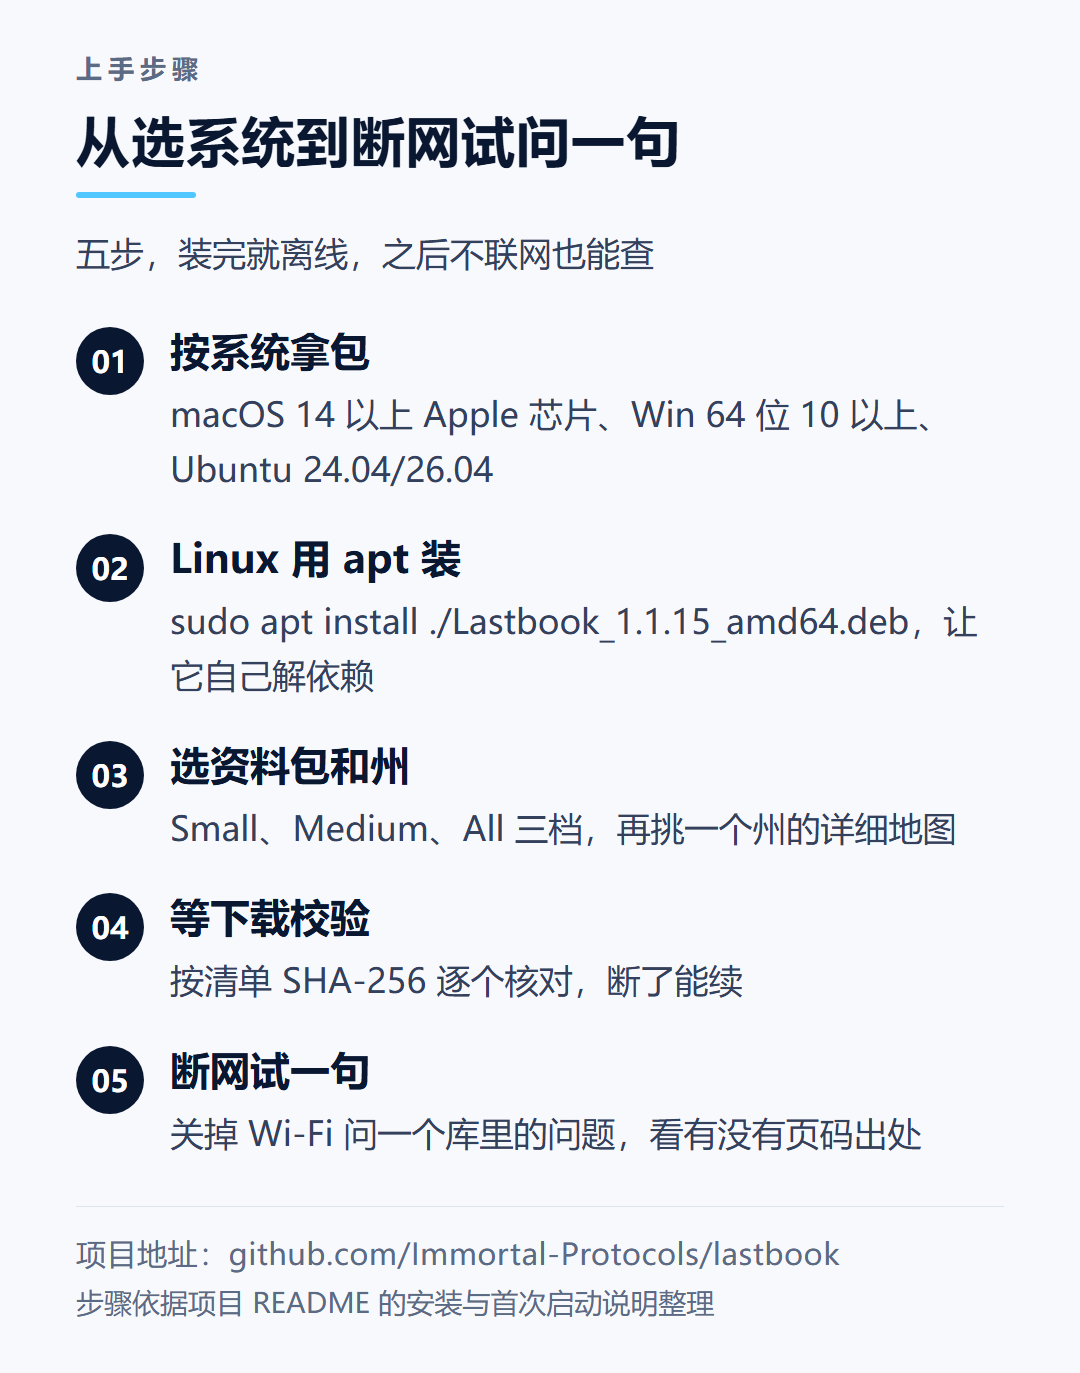 上手步骤
从选系统到断网试问一句
五步，装完就离线，之后不联网也能查
01
按系统拿包
macOS 14 以上 Apple 芯片、Win 64 位 10 以上、
Ubuntu 24.04/26.04
02
Linux 用 apt 装
sudo apt install ./Lastbook_1.1.15_amd64.deb，让
它自己解依赖
03
选资料包和州
Small、Medium、All 三档，再挑一个州的详细地图
04
等下载校验
按清单 SHA-256 逐个核对，断了能续
05
断网试一句
关掉 Wi-Fi 问一个库里的问题，看有没有页码出处
项目地址：github.com/Immortal-Protocols/lastbook
步骤依据项目 README 的安装与首次启动说明整理